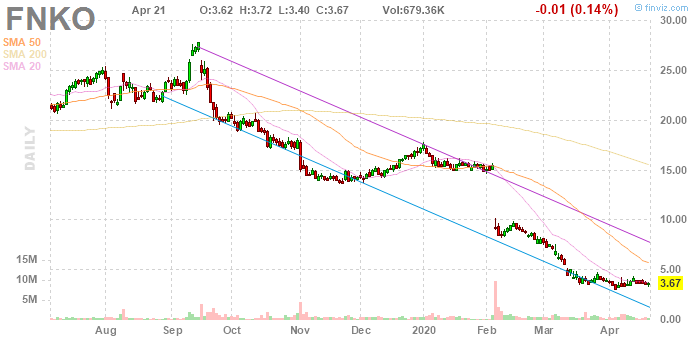 FNKO Apr 21 O:3.62 H:3.72 L:3.40 C:3.67 Vol:679.36K -0.01 (0.14%) © finviz.com
SMA 50
SMA 200
SMA 20
DAILY
30.00
25.00
20.00
15.00
10.00
5.00
3.67
0.00
15M
10M
5M
Aug Sep Oct Nov Dec 2020 Feb Mar Apr